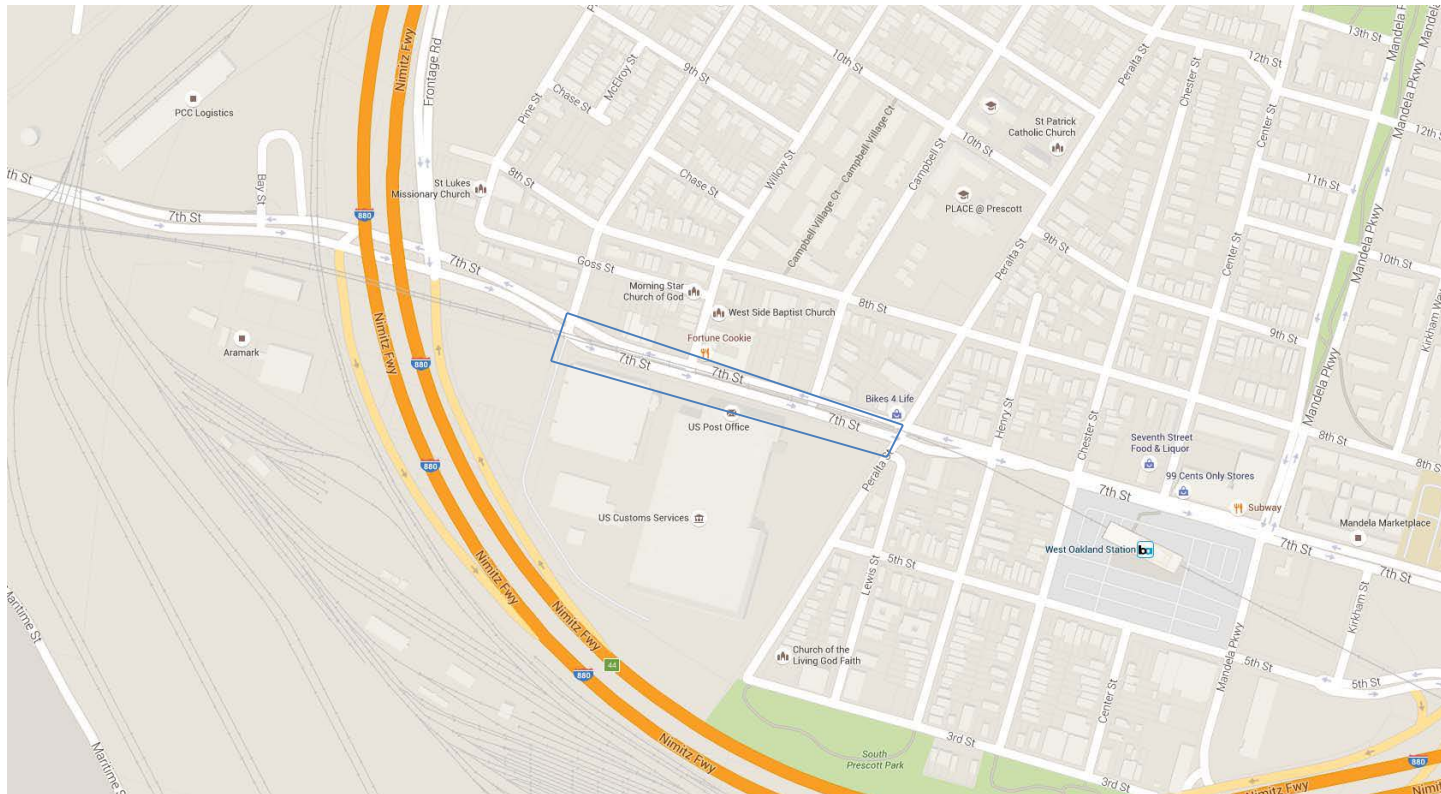 Nimitz Fwy
Frontage Rd
PCC Logistics
Bay St
7th St
880
7th St
Aramark
Nimitz Fwy
880
880
Nimitz Fwy
Nimitz Fwy
44
880
Nimitz Fwy
Maritime St
Pine St
Chase St
McElroy St
9th St
10th St
St Lukes
Missionary Church
8th St
Chase St
Willow St
Campbell Village Ct
Campbell Village Ct
Campbell St
10th St
St Patrick
Catholic Church
PLACE @ Prescott
Peralta St
Chester St
Center St
12th St
13th St
Mandela Pkwy
Mandela Pkwy
12th St
11th St
10th St
Goss St
Morning Star
Church of God
West Side Baptist Church
Fortune Cookie
7th St
7th St
7th St
US Post Office
US Customs Services
8th St
Peralta St
9th St
Center St
9th St
Mandela Pkwy
Kirkham Way
Bikes 4 Life
Henry St
Chester St
Seventh Street
Food & Liquor
99 Cents Only Stores
Mandela Pkwy
8th St
7th St
Subway
Mandela Marketplace
7th St
7th St
West Oakland Station
ba
Peralta St
Lewis St
5th St
Kirkham St
5th St
5th St
Mandela Pkwy
Center St
Church of the
Living God Faith
3rd St
South
Prescott Park
3rd St
880